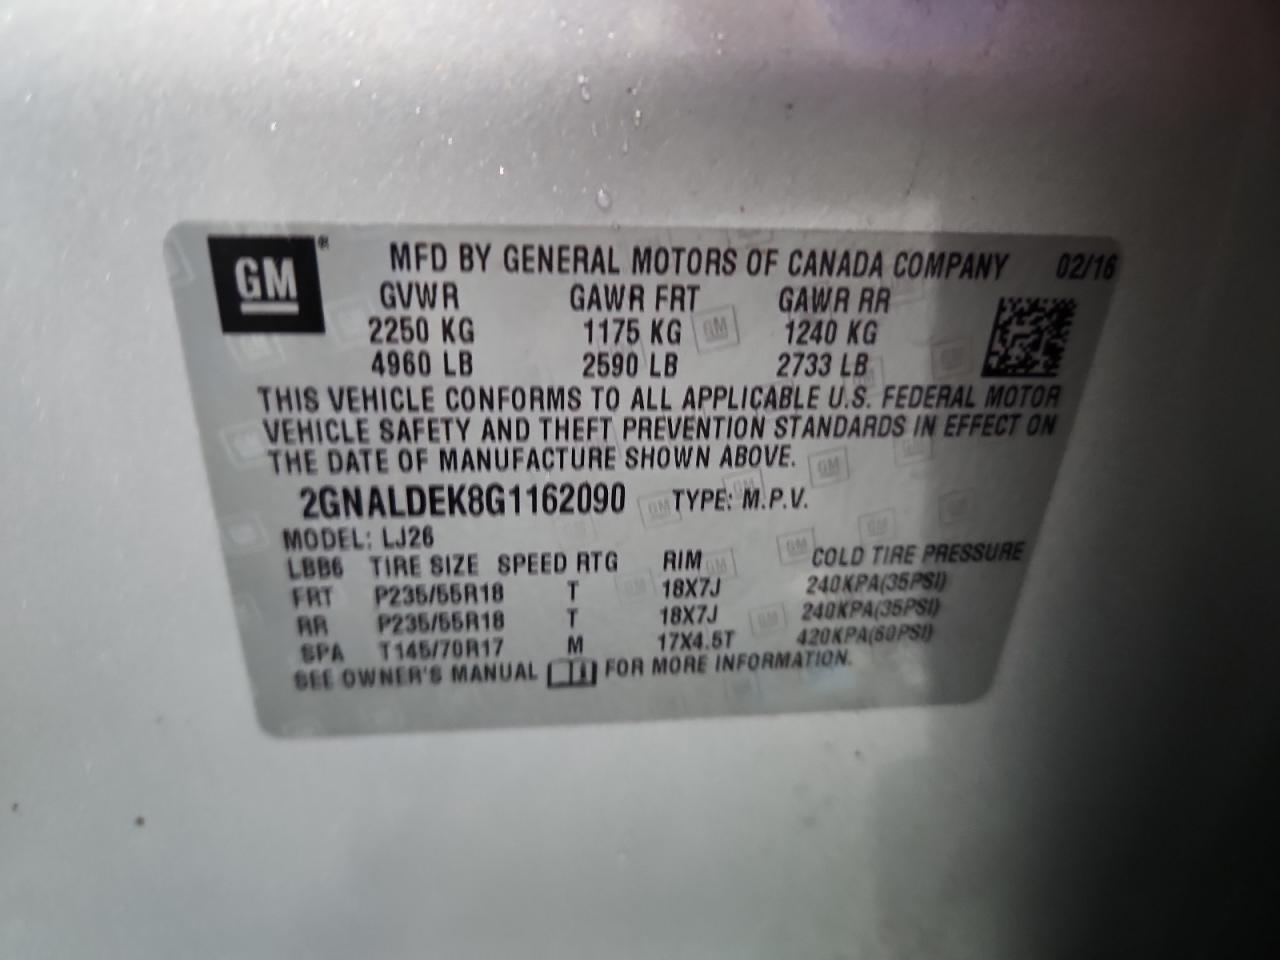 GM®
MFD BY GENERAL MOTORS OF CANADA COMPANY 02/16
GVWR GAWR FRT GAWR RR
2250 KG 1175 KG 1240 KG
4960 LB 2590 LB 2733 LB
THIS VEHICLE CONFORMS TO ALL APPLICABLE U.S. FEDERAL MOTOR
VEHICLE SAFETY AND THEFT PREVENTION STANDARDS IN EFFECT ON
THE DATE OF MANUFACTURE SHOWN ABOVE.
2GNALDEK8G1162090 TYPE: M.P.V.
MODEL: LJ26
LBB6 TIRE SIZE SPEED RTG RIM COLD TIRE PRESSURE
FRT P235/55R18 T 18X7J 240KPA(35PSI)
RR P235/55R18 T 18X7J 240KPA(35PSI)
SPA T145/70R17 M 17X4.5T 420KPA(60PSI)
SEE OWNER'S MANUAL FOR MORE INFORMATION.